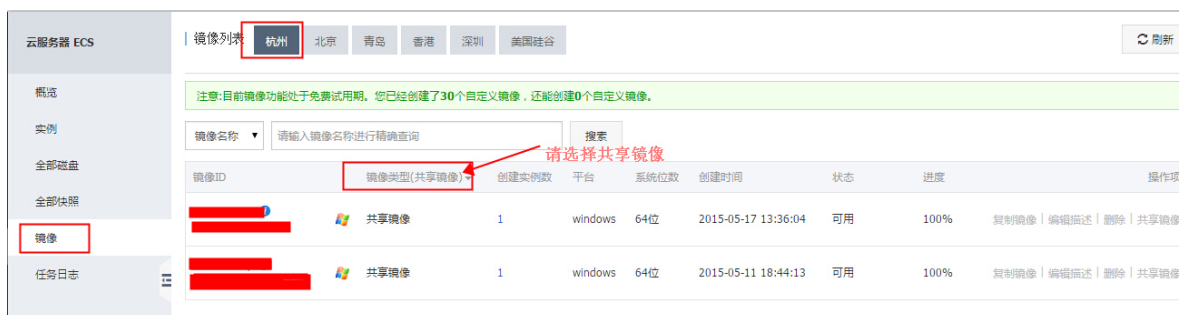 云服务器 ECS
镜像列表 杭州 北京 青岛 香港 深圳 美国硅谷 刷新
概览
注意:目前镜像功能处于免费试用期。您已经创建了30个自定义镜像，还能创建0个自定义镜像。
实例
镜像名称 请输入镜像名称进行精确查询 搜索
请选择共享镜像
全部磁盘
镜像ID 镜像类型(共享镜像) 创建实例数 平台 系统位数 创建时间 状态 进度 操作项
全部快照
共享镜像 1 windows 64位 2015-05-17 13:36:04 可用 100% 复制镜像 | 编辑描述 | 删除 | 共享镜像
镜像
任务日志
共享镜像 1 windows 64位 2015-05-11 18:44:13 可用 100% 复制镜像 | 编辑描述 | 删除 | 共享镜像